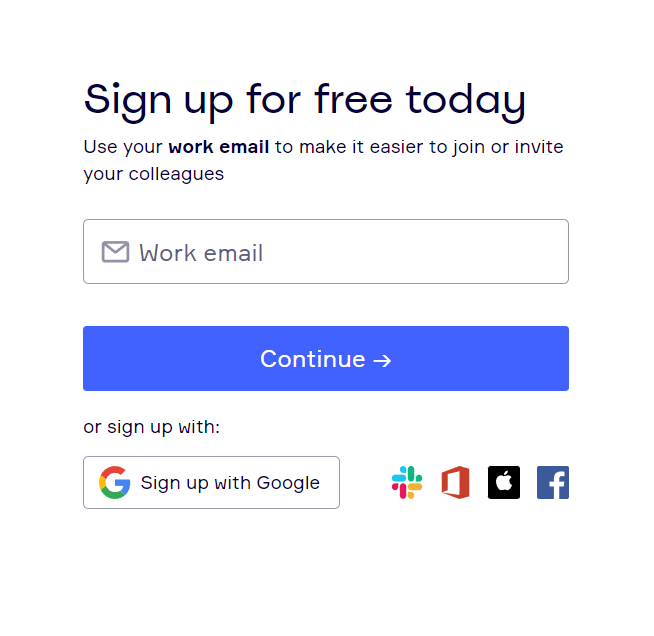 Sign up for free today
Use your work email to make it easier to join or invite
your colleagues
Work email
Continue →
or sign up with:
Sign up with Google